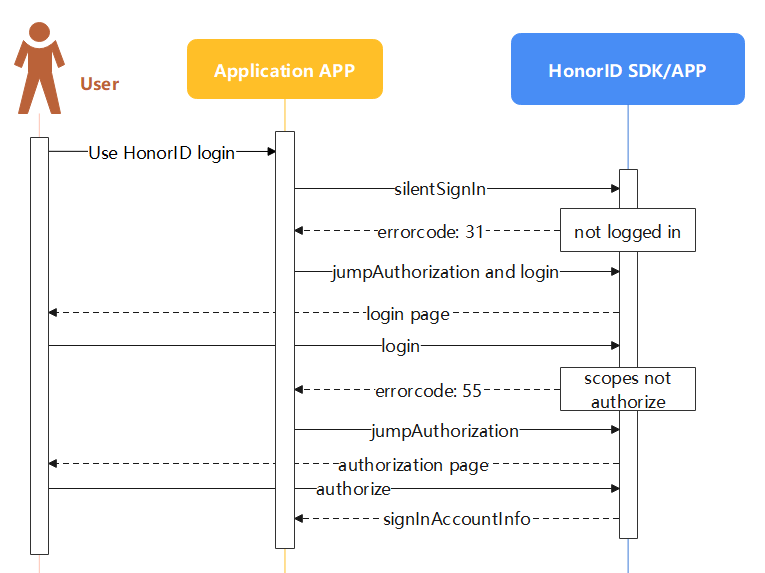 User
Application APP
HonorID SDK/APP
Use HonorID login
silentSignIn
errorcode: 31
not logged in
jumpAuthorization and login
login page
login
errorcode: 55
scopes not
authorize
jumpAuthorization
authorization page
authorize
signInAccountInfo